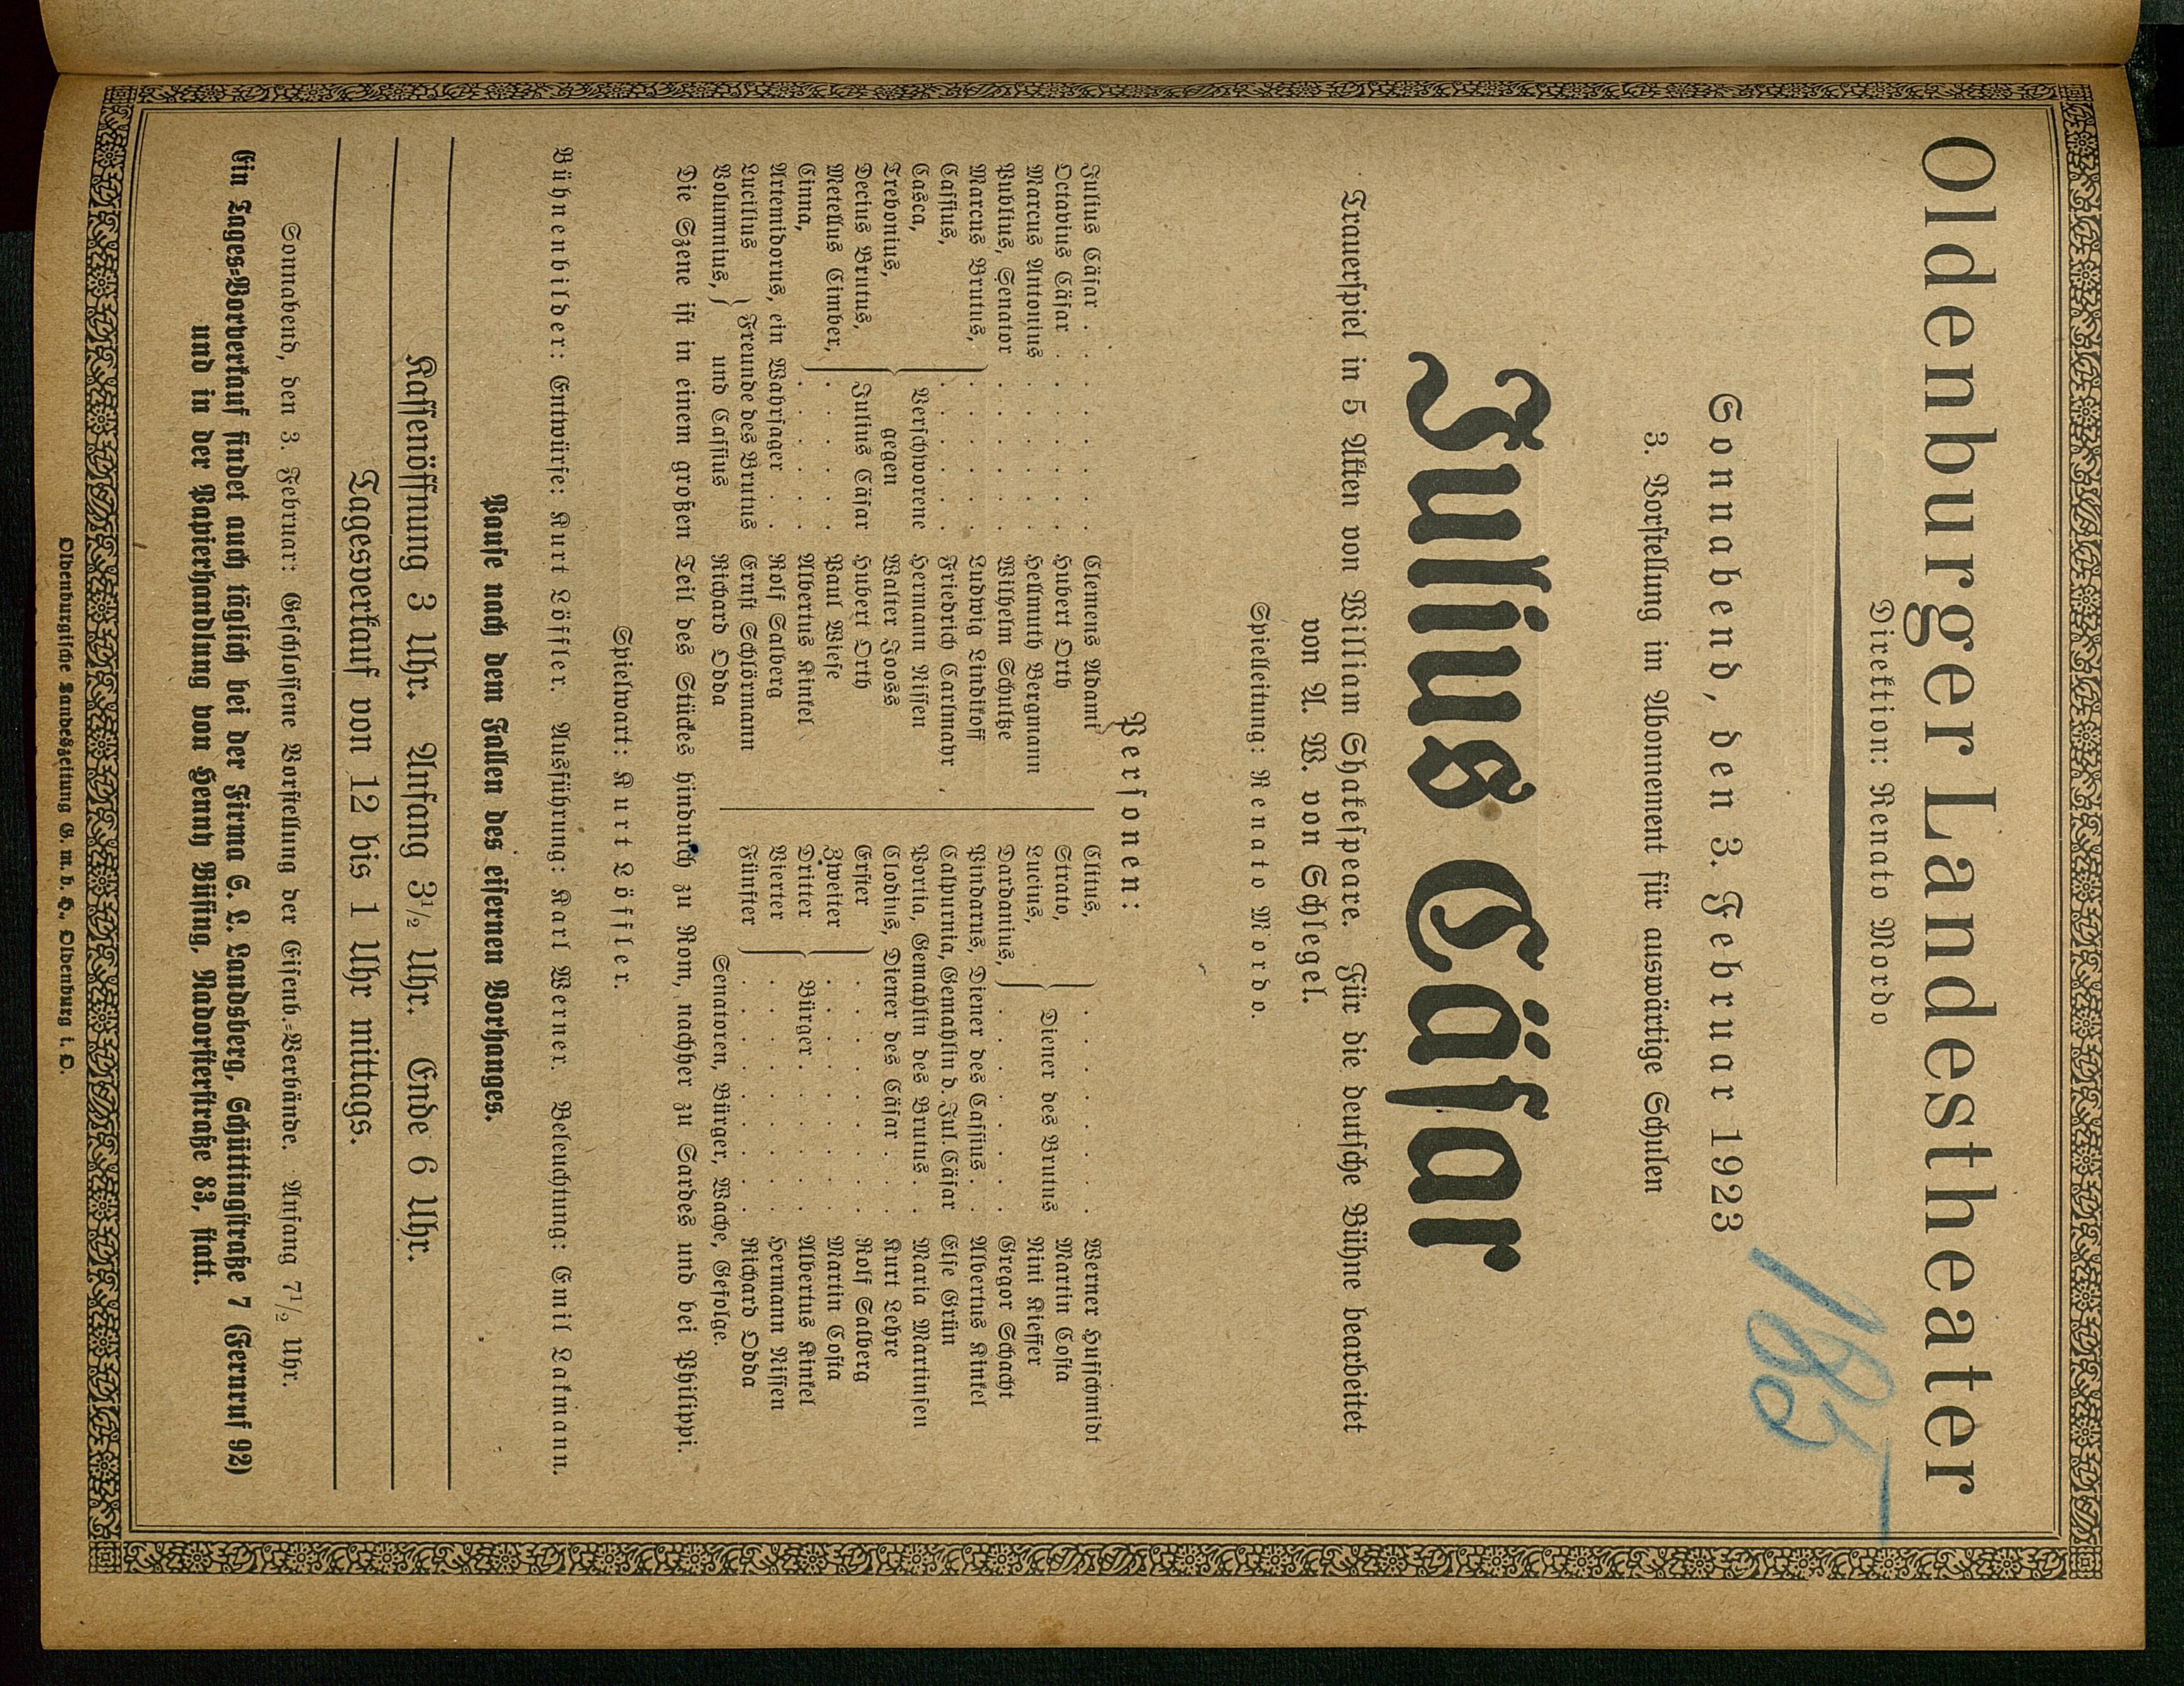 Oldenburger Landestheater
Direktion: Renato Mordo
185
Sonnabend, den 3. Februar 1923
3. Vorstellung im Abonnement für auswärtige Schulen
Julius Cäsar
Trauerspiel in 5 Akten von William Shakespeare. Für die deutsche Bühne bearbeitet
von A. W. von Schlegel.
Spielleitung: Renato Mordo.
Personen:
Julius Cäsar . . . . . . . . Clemens Adami
Octavius Cäsar . . . . . . . Hubert Orth
Marcus Antonius . . . . . . Hellmuth Bergmann
Publius, Senator . . . . . . Wilhelm Schultze
Marcus Brutus, . . . . . . Ludwig Lindikoff
Cassius, . . . . . . Friedrich Carlmayr
Casca, Verschworene Hermann Nissen
Trebonius, gegen Walter Jooss
Decius Brutus, Julius Cäsar Hubert Orth
Metellus Cimber, . . . . . . Paul Wiese
Cinna, . . . . . . Albertus Kinkel
Artemidorus, ein Wahrsager . . . Rolf Salberg
Lucilius } Freunde des Brutus Ernst Schlörmann
Volumnius, } und Cassius Richard Odda
Clitus, . . . . . . . . Werner Huffschmidt
Strato, Martin Costa
Lucius, } Diener des Brutus Nini Kieffer
Dardanius, . . . . . . . . Gregor Schacht
Pindarus, Diener des Cassius . . Albertus Kinkel
Calpurnia, Gemahlin d. Jul. Cäsar Else Grün
Portia, Gemahlin des Brutus . . Maria Martinsen
Clodius, Diener des Cäsar . . . Kurt Lehre
Erster . . . . . . . . Rolf Salberg
Zweiter . . . . . . . . Martin Costa
Dritter } Bürger . . . . . . Albertus Kinkel
Vierter . . . . . . . . Hermann Nissen
Fünfter . . . . . . . . Richard Odda
Senatoren, Bürger, Wache, Gefolge.
Die Szene ist in einem großen Teil des Stückes hindurch zu Rom, nachher zu Sardes und bei Philippi.
Spielwart: Kurt Löffler.
Bühnenbilder: Entwürfe: Kurt Löffler. Ausführung: Karl Werner. Beleuchtung: Emil Lakmann.
Pause nach dem Fallen des eisernen Vorhanges.
Kassenöffnung 3 Uhr. Anfang 3½ Uhr. Ende 6 Uhr.
Tagesverkauf von 12 bis 1 Uhr mittags.
Sonnabend, den 3. Februar: Geschlossene Vorstellung der Eisenb.-Verbände. Anfang 7½ Uhr.
Ein Tages-Vorverkauf findet auch täglich bei der Firma S. L. Landsberg, Schüttingstraße 7 (Fernruf 92)
und in der Papierhandlung von Henny Büsing, Nadorsterstraße 83, statt.
Oldenburgische Landeszeitung G. m. b. H., Oldenburg i. O.